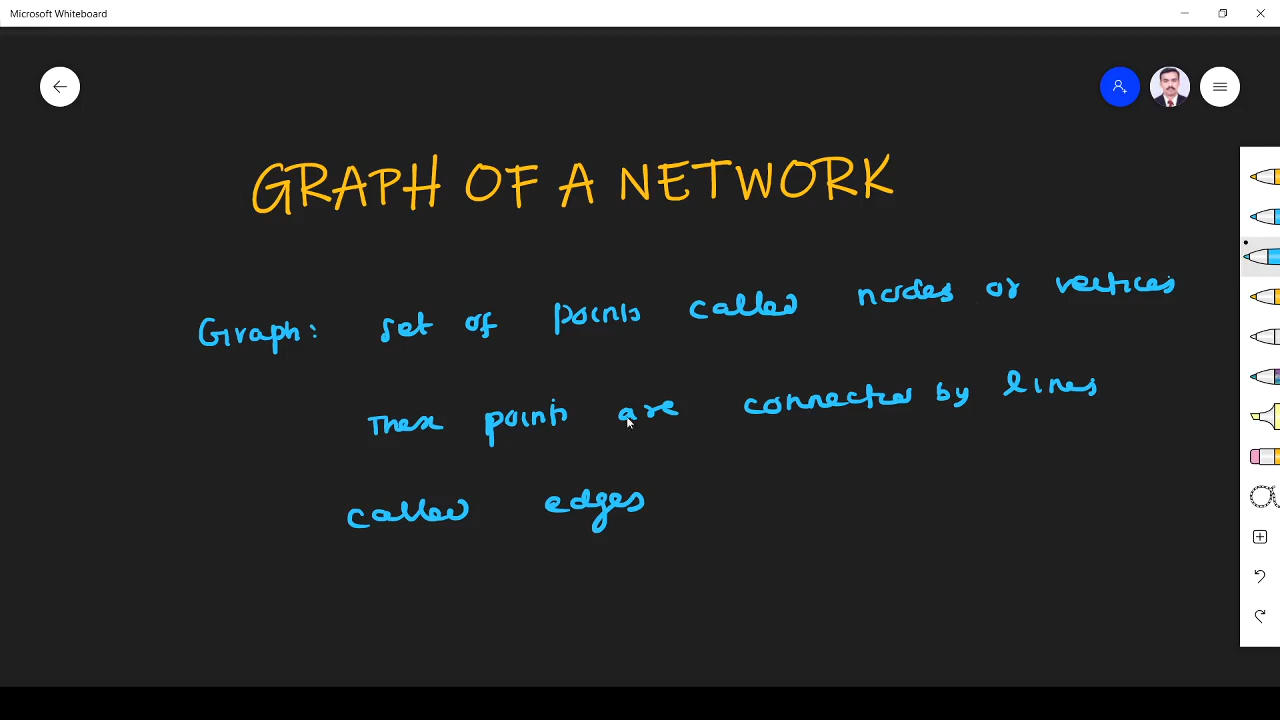 Microsoft Whiteboard
GRAPH OF A NETWORK
Graph: set of points called nodes or vertices
These points are connected by lines
called edges